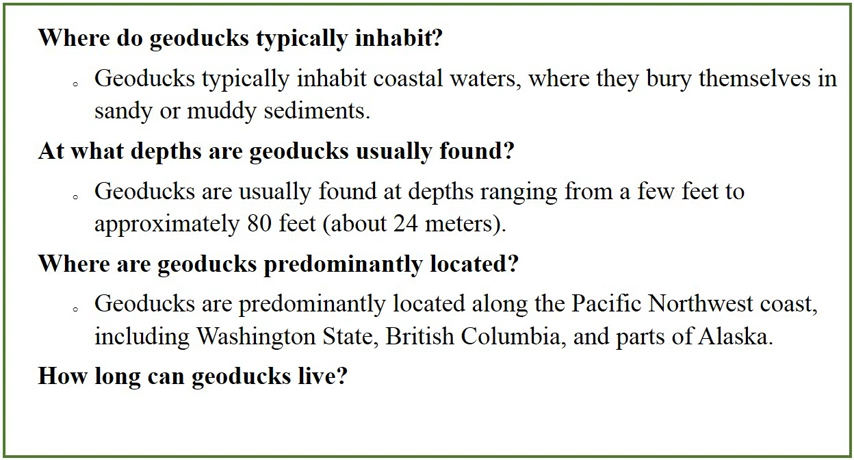 Where do geoducks typically inhabit?
◦ Geoducks typically inhabit coastal waters, where they bury themselves in
sandy or muddy sediments.
At what depths are geoducks usually found?
◦ Geoducks are usually found at depths ranging from a few feet to
approximately 80 feet (about 24 meters).
Where are geoducks predominantly located?
◦ Geoducks are predominantly located along the Pacific Northwest coast,
including Washington State, British Columbia, and parts of Alaska.
How long can geoducks live?